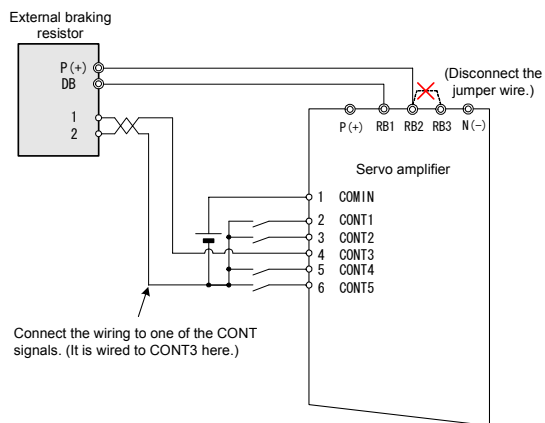 External braking
resistor
P(+)
DB
1
2
(Disconnect the
jumper wire.)
P(+) RB1 RB2 RB3 N(-)
Servo amplifier
1 COMIN
2 CONT1
3 CONT2
4 CONT3
5 CONT4
6 CONT5
Connect the wiring to one of the CONT
signals. (It is wired to CONT3 here.)